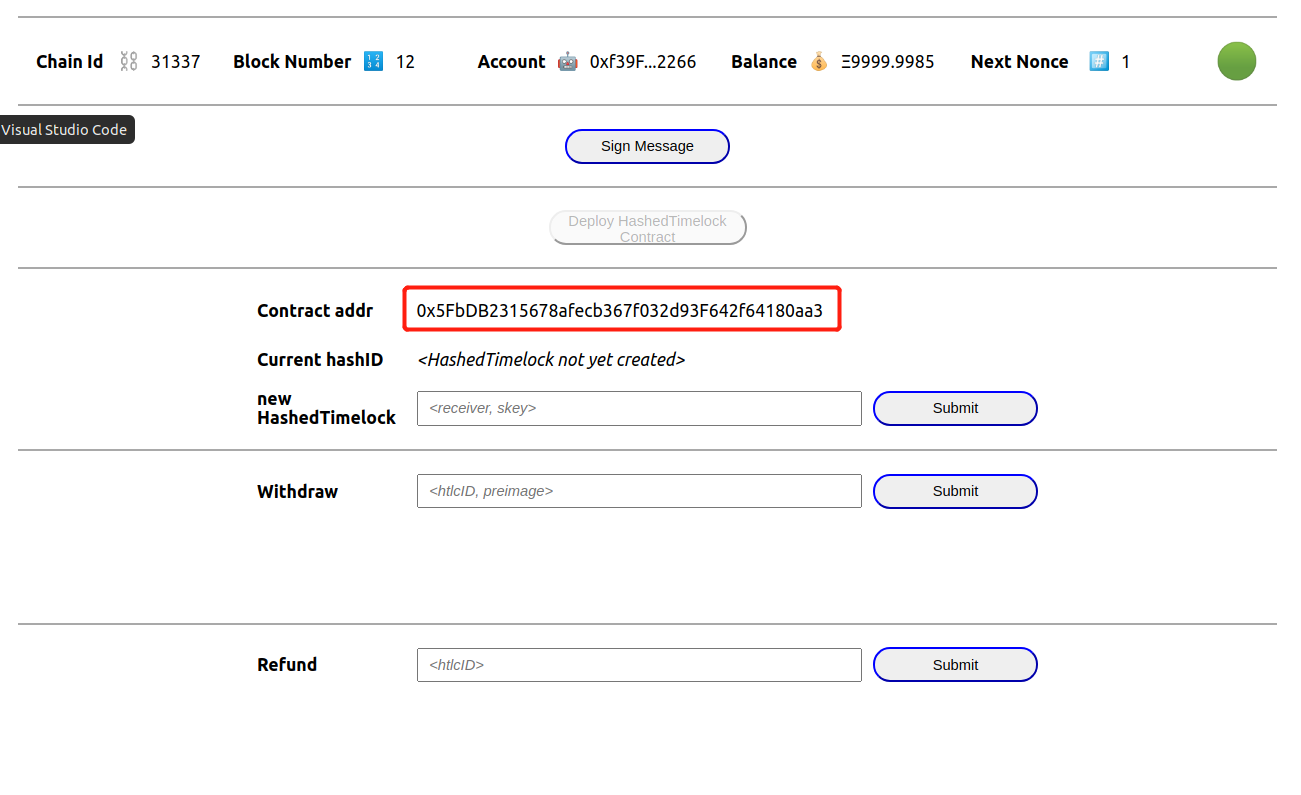 Chain Id 31337 Block Number 12 Account 0xf39F...2266 Balance Ξ9999.9985 Next Nonce # 1
Visual Studio Code
Sign Message
Deploy HashedTimelock
Contract
Contract addr 0x5FbDB2315678afecb367f032d93F642f64180aa3
Current hashID <HashedTimelock not yet created>
new
HashedTimelock <receiver, skey> Submit
Withdraw <htlcID, preimage> Submit
Refund <htlcID> Submit